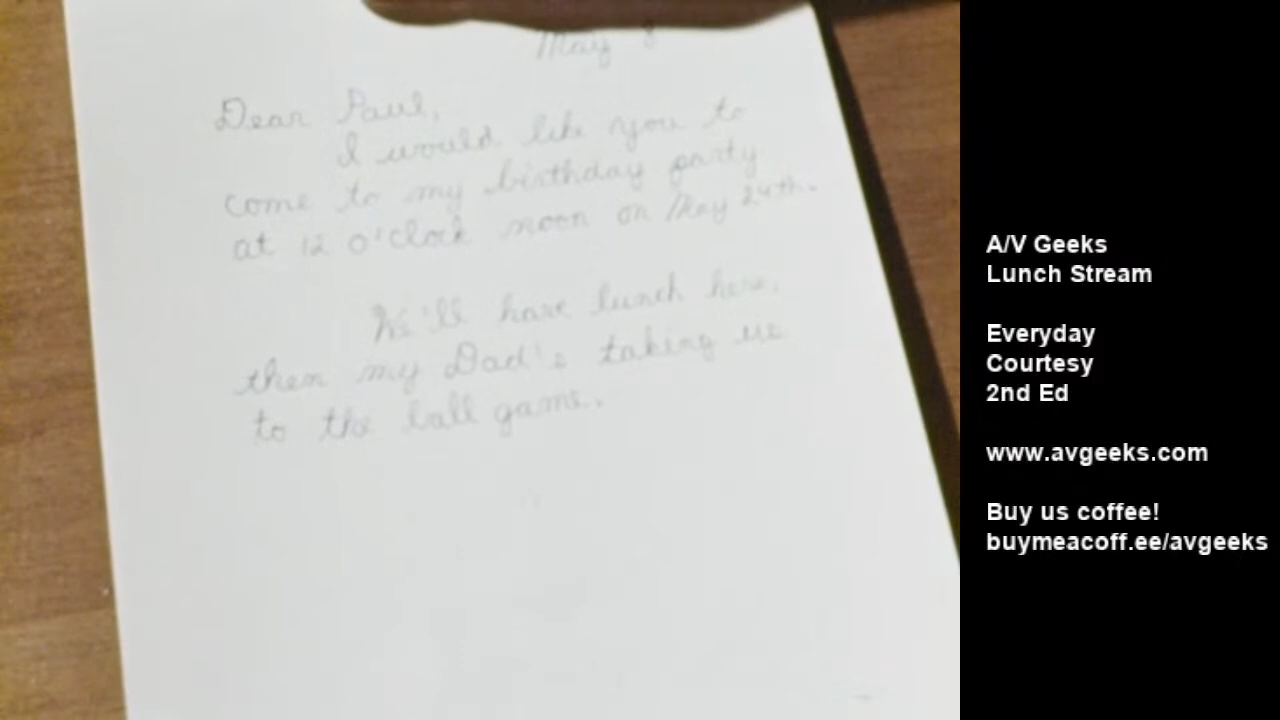 May 8
Dear Paul,
I would like you to
come to my birthday party
at 12 o'clock noon on May 24th.
We'll have lunch here,
then my Dad's taking us
to the ball game.
A/V Geeks
Lunch Stream
Everyday
Courtesy
2nd Ed
www.avgeeks.com
Buy us coffee!
buymeacoff.ee/avgeeks